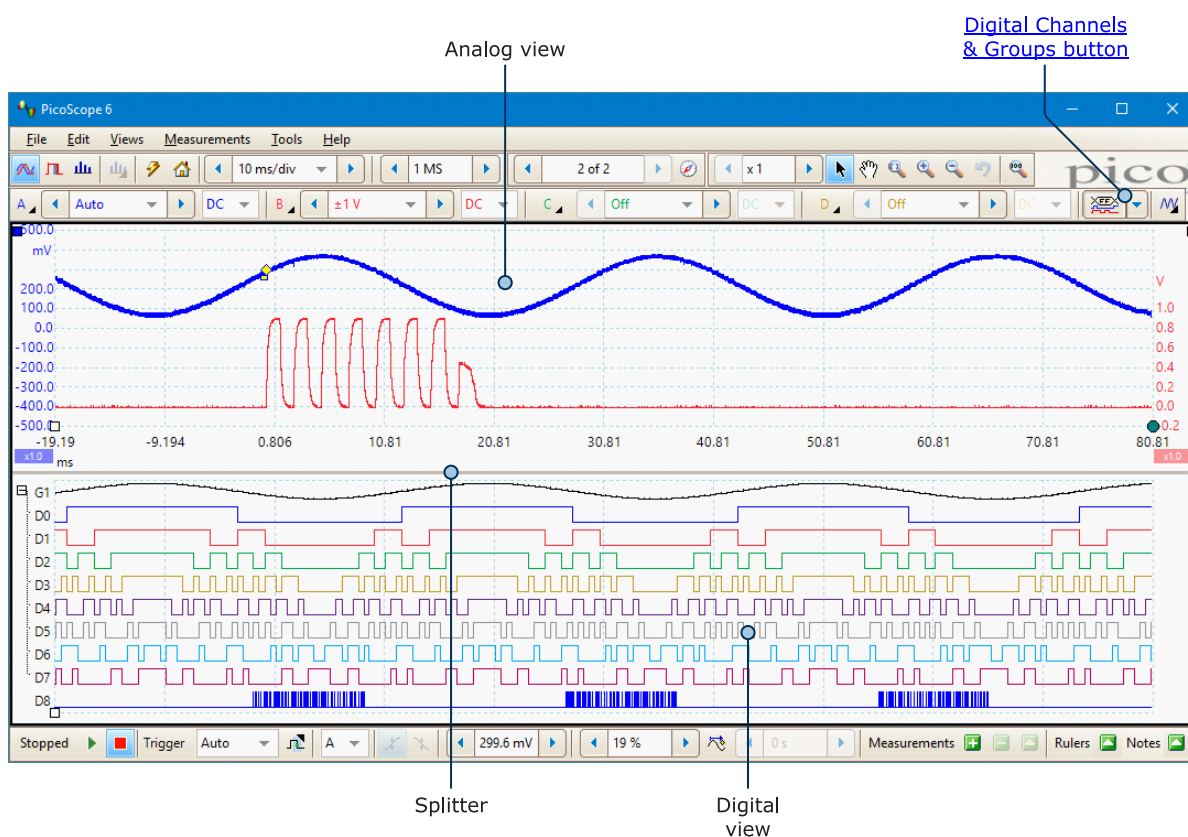 Digital Channels
& Groups button
Analog view
PicoScope 6
File Edit Views Measurements Tools Help
10 ms/div 1 MS 2 of 2 x 1 pico
A Auto DC B ±1 V DC C Off DC D Off DC
500.0
mV
V
200.0
1.0
100.0
0.8
0.0
-100.0
0.6
-200.0
0.4
-300.0
0.2
-400.0
0.0
-500.0
0.2
-19.19 -9.194 0.806 10.81 20.81 30.81 40.81 50.81 60.81 70.81 80.81
x1.0 ms x1.0
G1
D0
D1
D2
D3
D4
D5
D6
D7
D8
Stopped Trigger Auto A 299.6 mV 19 % 0 s Measurements Rulers Notes
Splitter
Digital
view